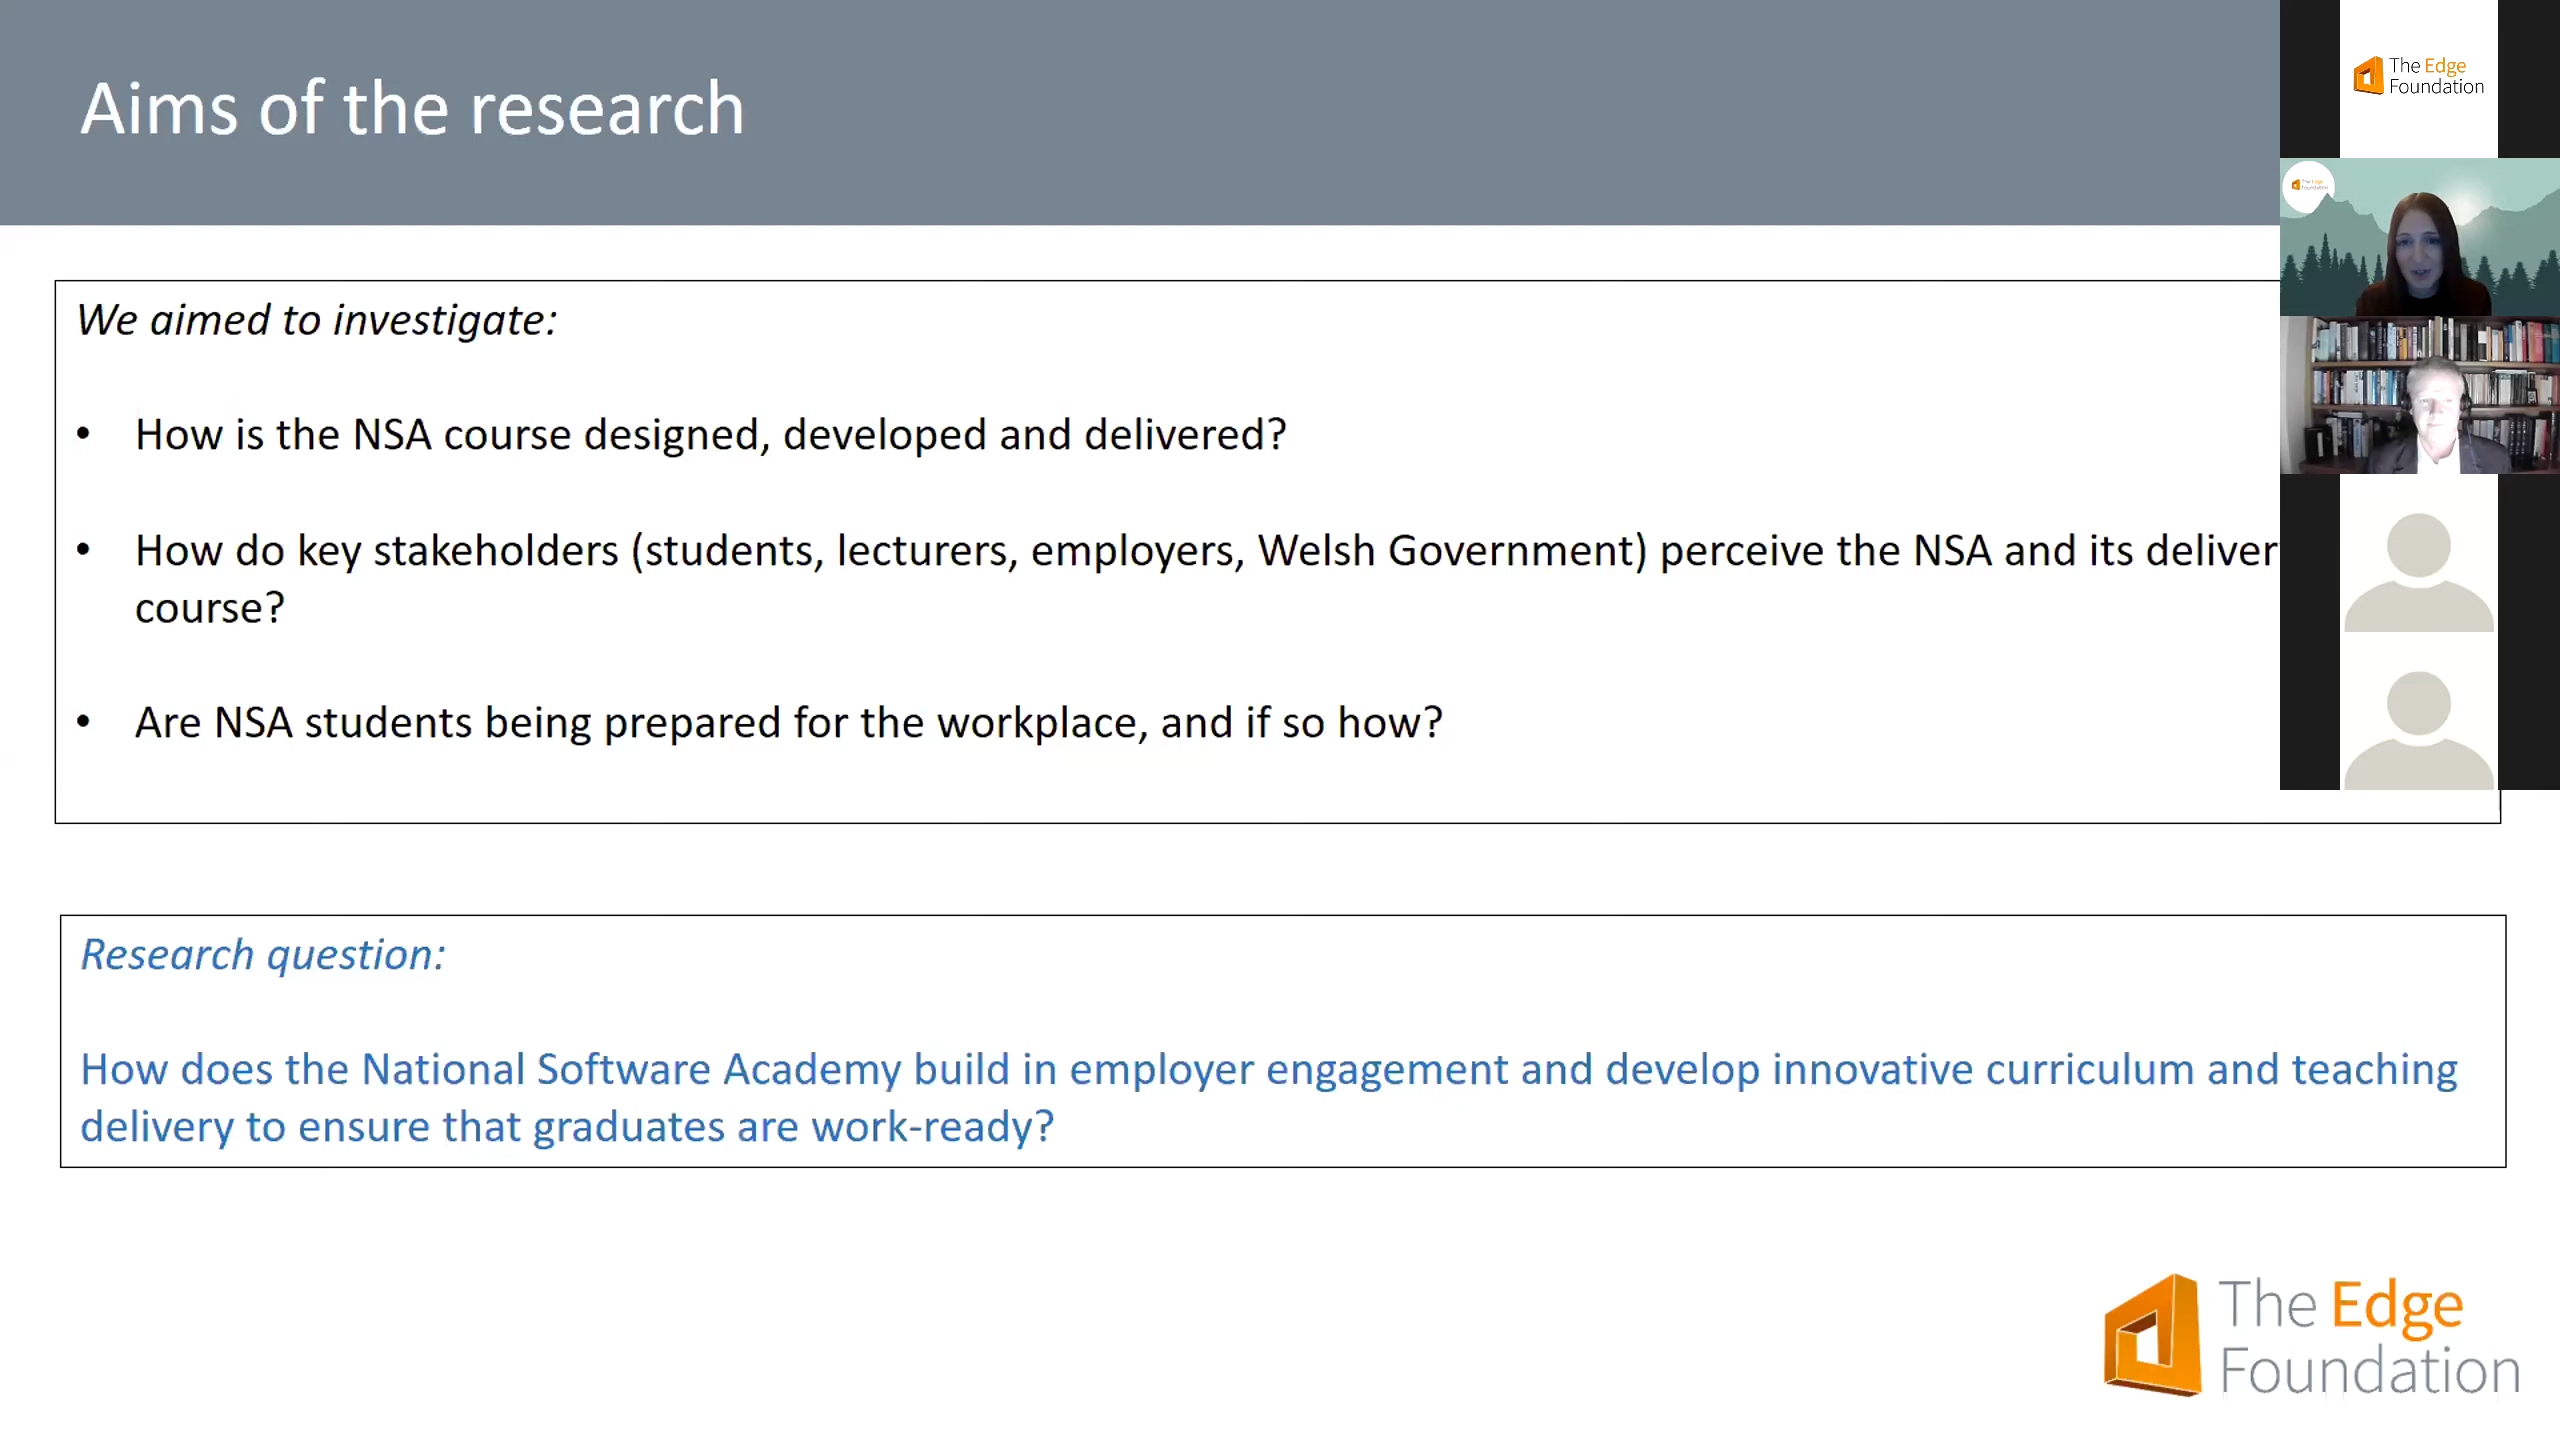 Aims of the research
The Edge
Foundation
We aimed to investigate:
• How is the NSA course designed, developed and delivered?
• How do key stakeholders (students, lecturers, employers, Welsh Government) perceive the NSA and its deliver
course?
• Are NSA students being prepared for the workplace, and if so how?
Research question:
How does the National Software Academy build in employer engagement and develop innovative curriculum and teaching
delivery to ensure that graduates are work-ready?
The Edge
Foundation